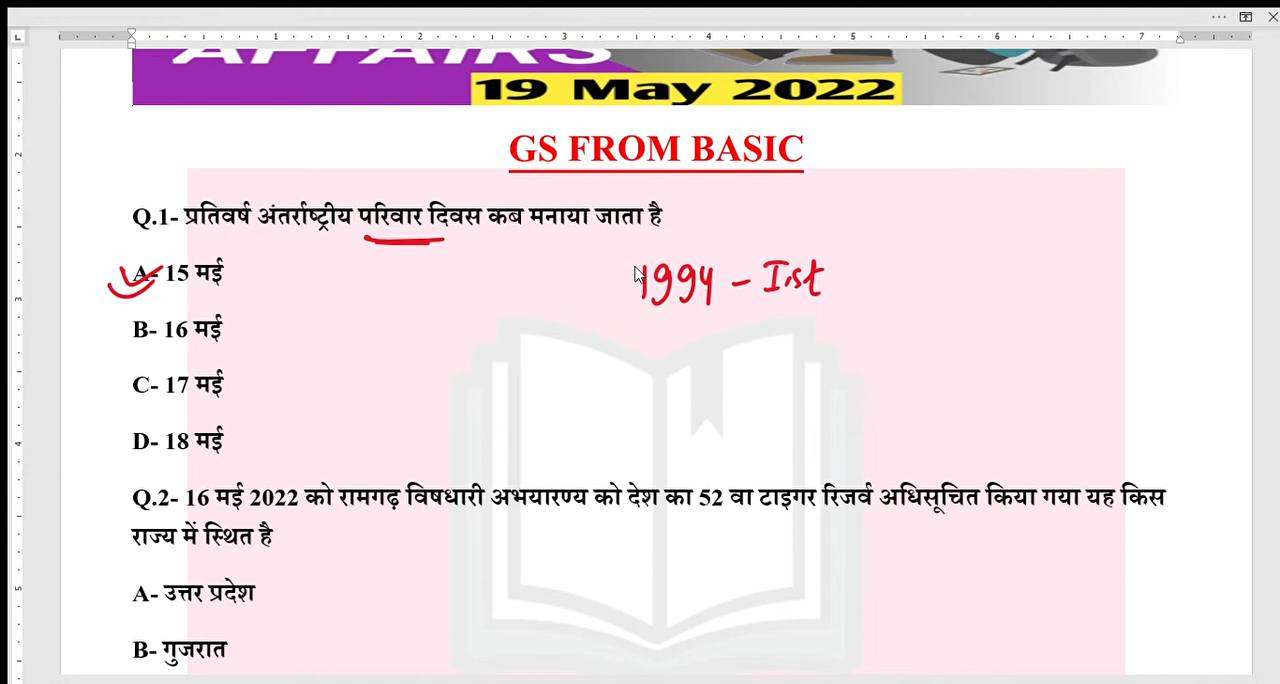 AFFAIRS
19 May 2022
GS FROM BASIC
Q.1- प्रतिवर्ष अंतर्राष्ट्रीय परिवार दिवस कब मनाया जाता है
A- 15 मई
1994 - Ist
B- 16 मई
C- 17 मई
D- 18 मई
Q.2- 16 मई 2022 को रामगढ़ विषधारी अभयारण्य को देश का 52 वा टाइगर रिजर्व अधिसूचित किया गया यह किस
राज्य में स्थित है
A- उत्तर प्रदेश
B- गुजरात